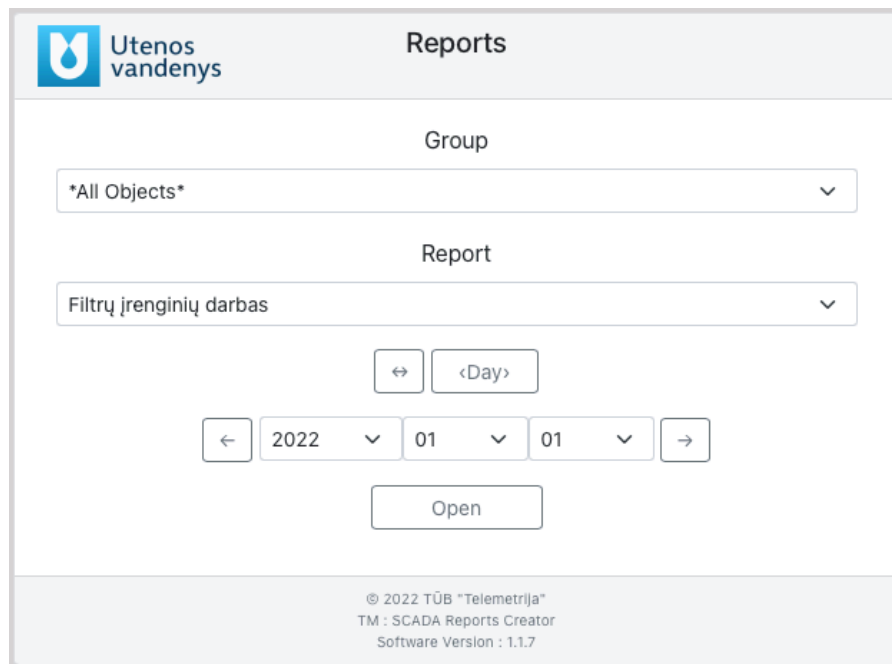 Utenos
vandenys
Reports
Group
*All Objects*
Report
Filtrų įrenginių darbas
↔ ‹Day›
← 2022 01 01 →
Open
© 2022 TŪB "Telemetrija"
TM : SCADA Reports Creator
Software Version : 1.1.7